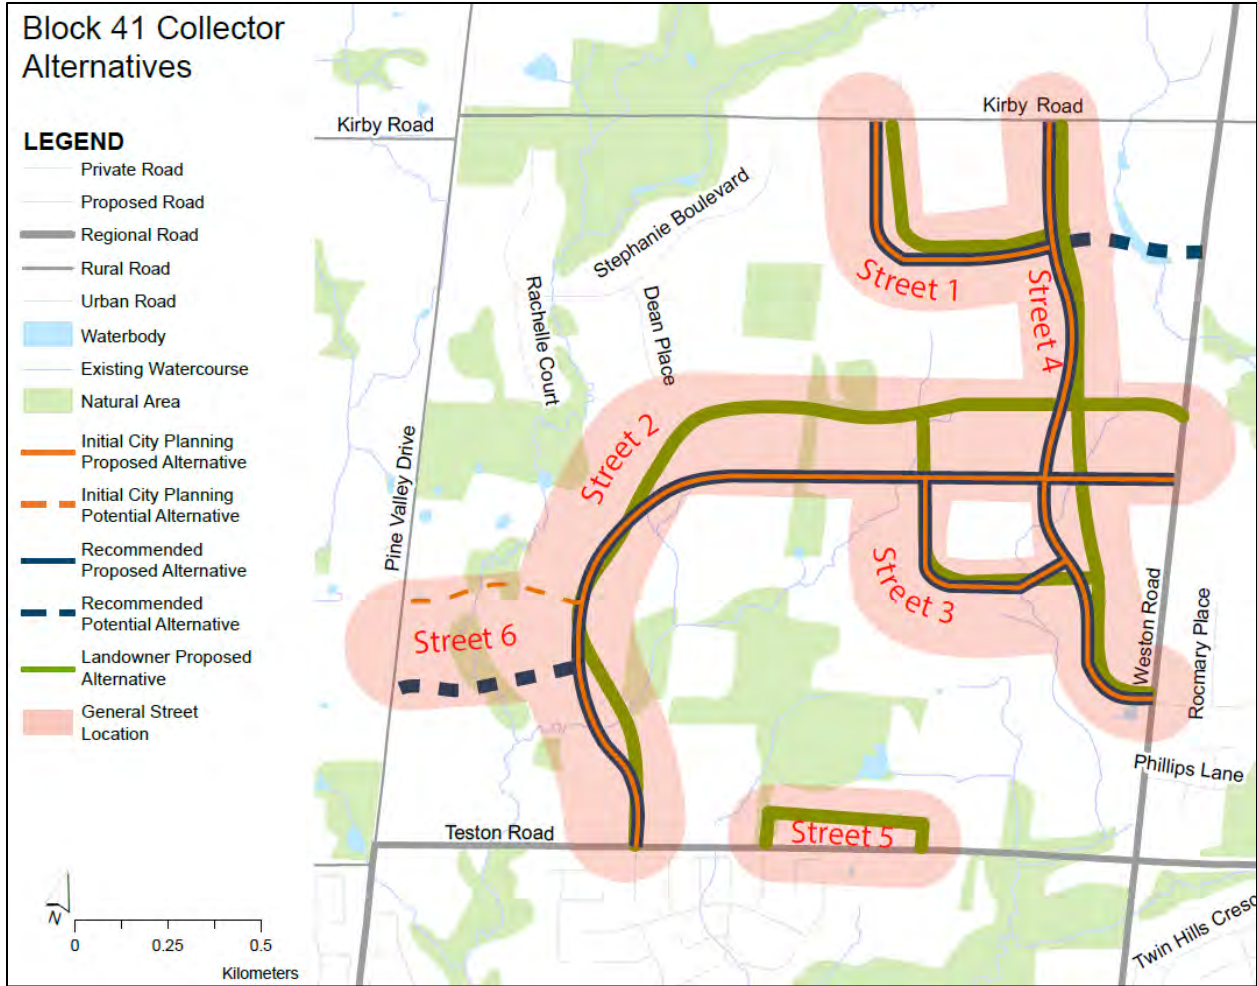 Block 41 Collector
Alternatives
LEGEND
Private Road
Proposed Road
Regional Road
Rural Road
Urban Road
Waterbody
Existing Watercourse
Natural Area
Initial City Planning
Proposed Alternative
Initial City Planning
Potential Alternative
Recommended
Proposed Alternative
Recommended
Potential Alternative
Landowner Proposed
Alternative
General Street
Location
N
0 0.25 0.5
Kilometers
Kirby Road
Kirby Road
Stephanie Boulevard
Rachelle Court
Dean Place
Street 1
Street 4
Street 2
Pine Valley Drive
Street 3
Street 6
Weston Road
Rocmary Place
Phillips Lane
Teston Road
Street 5
Twin Hills Cresc